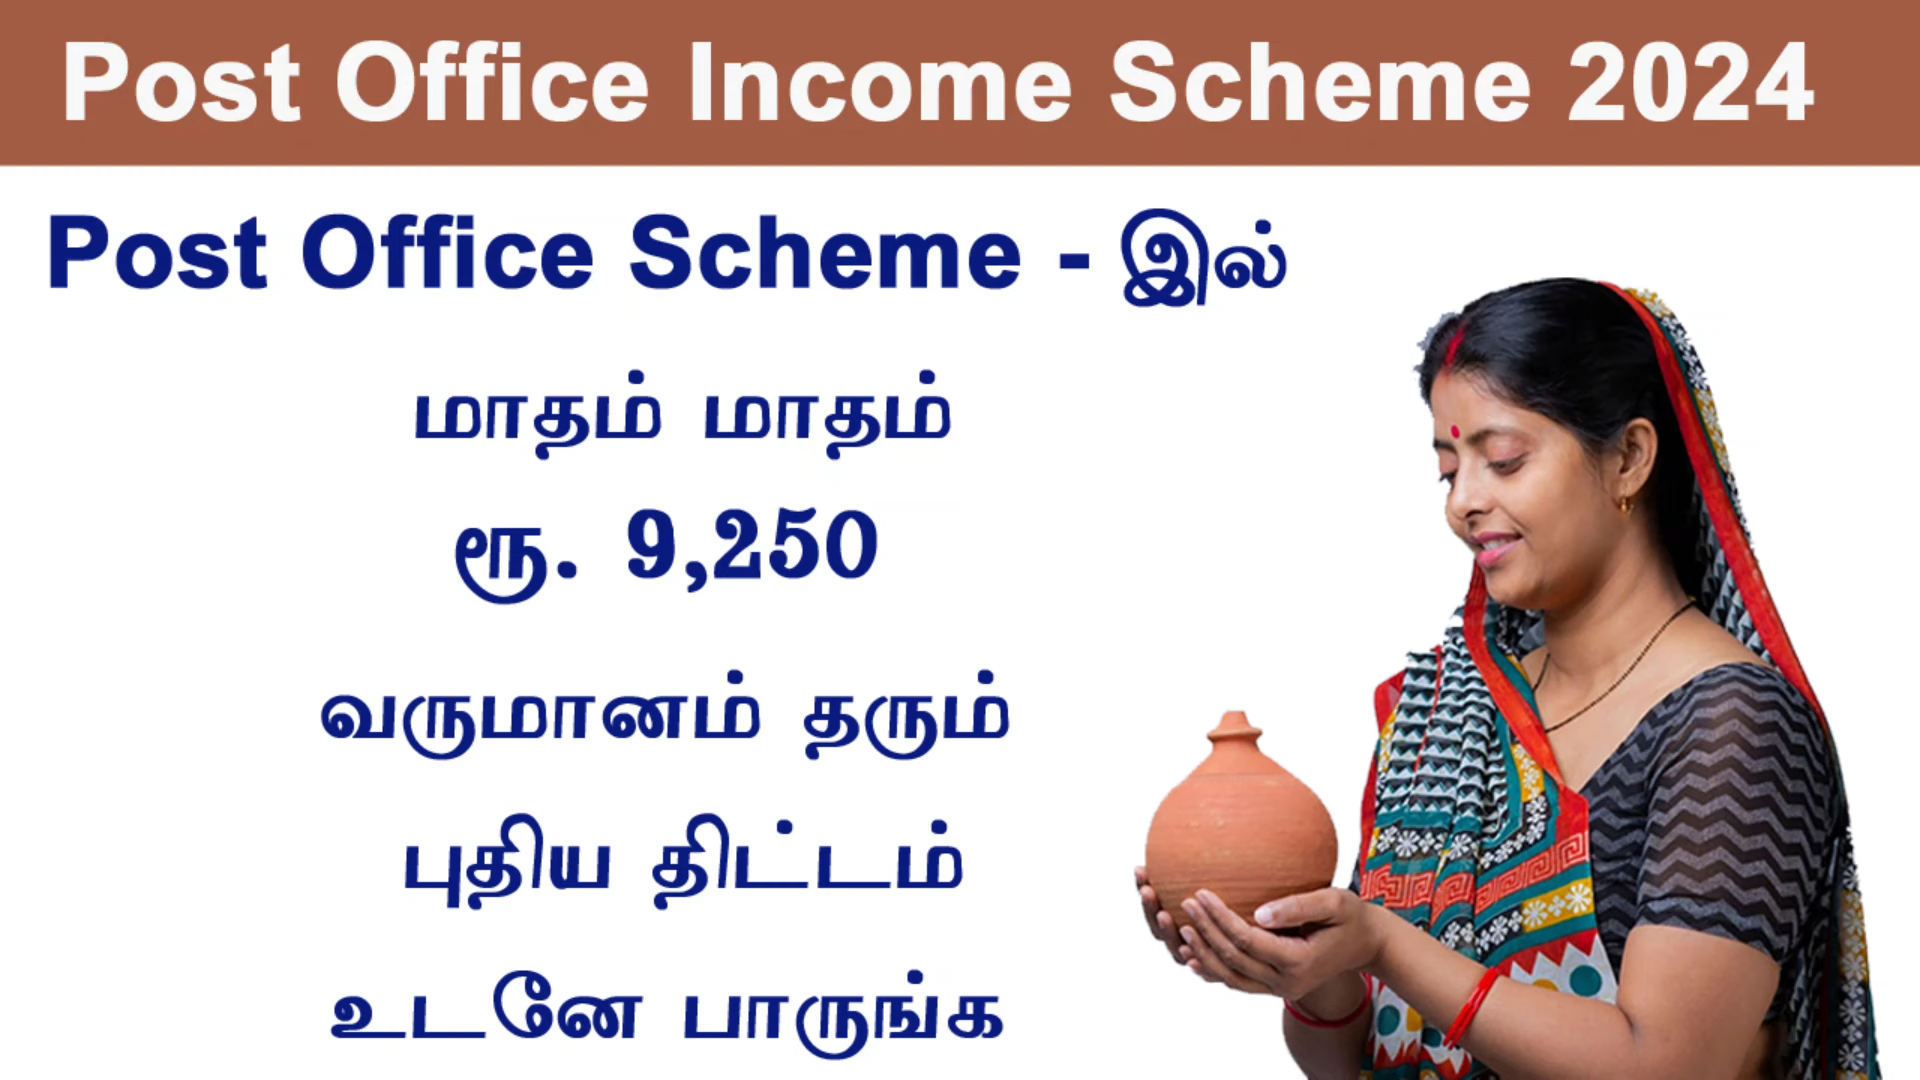 Post Office Income Scheme 2024
Post Office Scheme - இல்
மாதம் மாதம்
ரூ. 9,250
வருமானம் தரும்
புதிய திட்டம்
உடனே பாருங்க